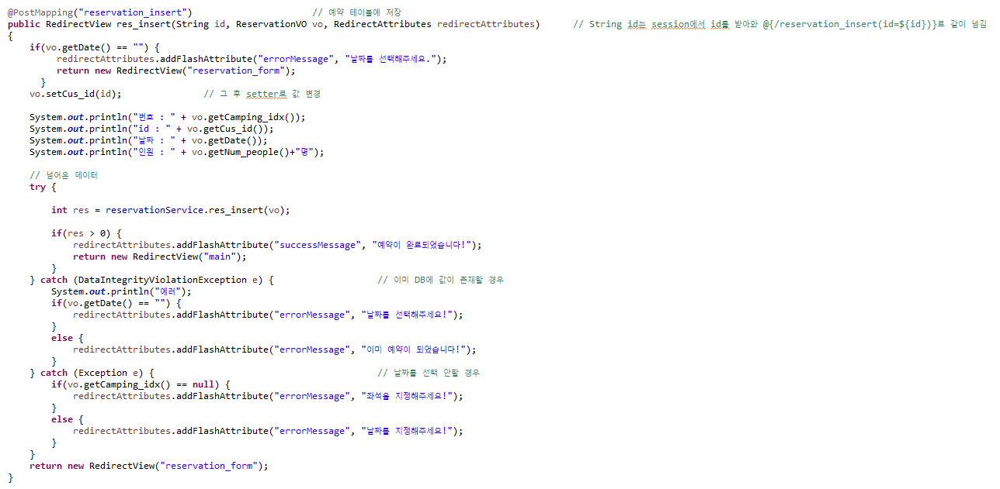 @PostMapping("reservation_insert")                      // 예약 테이블에 저장
public RedirectView res_insert(String id, ReservationVO vo, RedirectAttributes redirectAttributes)      // String id는 session에서 id를 받아와 @{/reservation_insert(id=${id})}로 같이 넘김
{
    if(vo.getDate() == "") {
         redirectAttributes.addFlashAttribute("errorMessage", "날짜를 선택해주세요.");
         return new RedirectView("reservation_form");
      }
    vo.setCus_id(id);               // 그 후 setter로 값 변경
    System.out.println("번호 : " + vo.getCamping_idx());
    System.out.println("id : " + vo.getCus_id());
    System.out.println("날짜 : " + vo.getDate());
    System.out.println("인원 : " + vo.getNum_people()+"명");
    // 넘어온 데이터
    try {
        int res = reservationService.res_insert(vo);
        if(res > 0) {
            redirectAttributes.addFlashAttribute("successMessage", "예약이 완료되었습니다!");
            return new RedirectView("main");
        }
    } catch (DataIntegrityViolationException e) {                   // 이미 DB에 값이 존재할 경우
        System.out.println("에러");
        if(vo.getDate() == "") {
            redirectAttributes.addFlashAttribute("errorMessage", "날짜를 선택해주세요!");
        }
        else {
            redirectAttributes.addFlashAttribute("errorMessage", "이미 예약이 되었습니다!");
        }
    } catch (Exception e) {                                         // 날짜를 선택 안할 경우
        if(vo.getCamping_idx() == null) {
            redirectAttributes.addFlashAttribute("errorMessage", "좌석을 지정해주세요!");
        }
        else {
            redirectAttributes.addFlashAttribute("errorMessage", "날짜를 지정해주세요!");
        }
    }
    return new RedirectView("reservation_form");
}